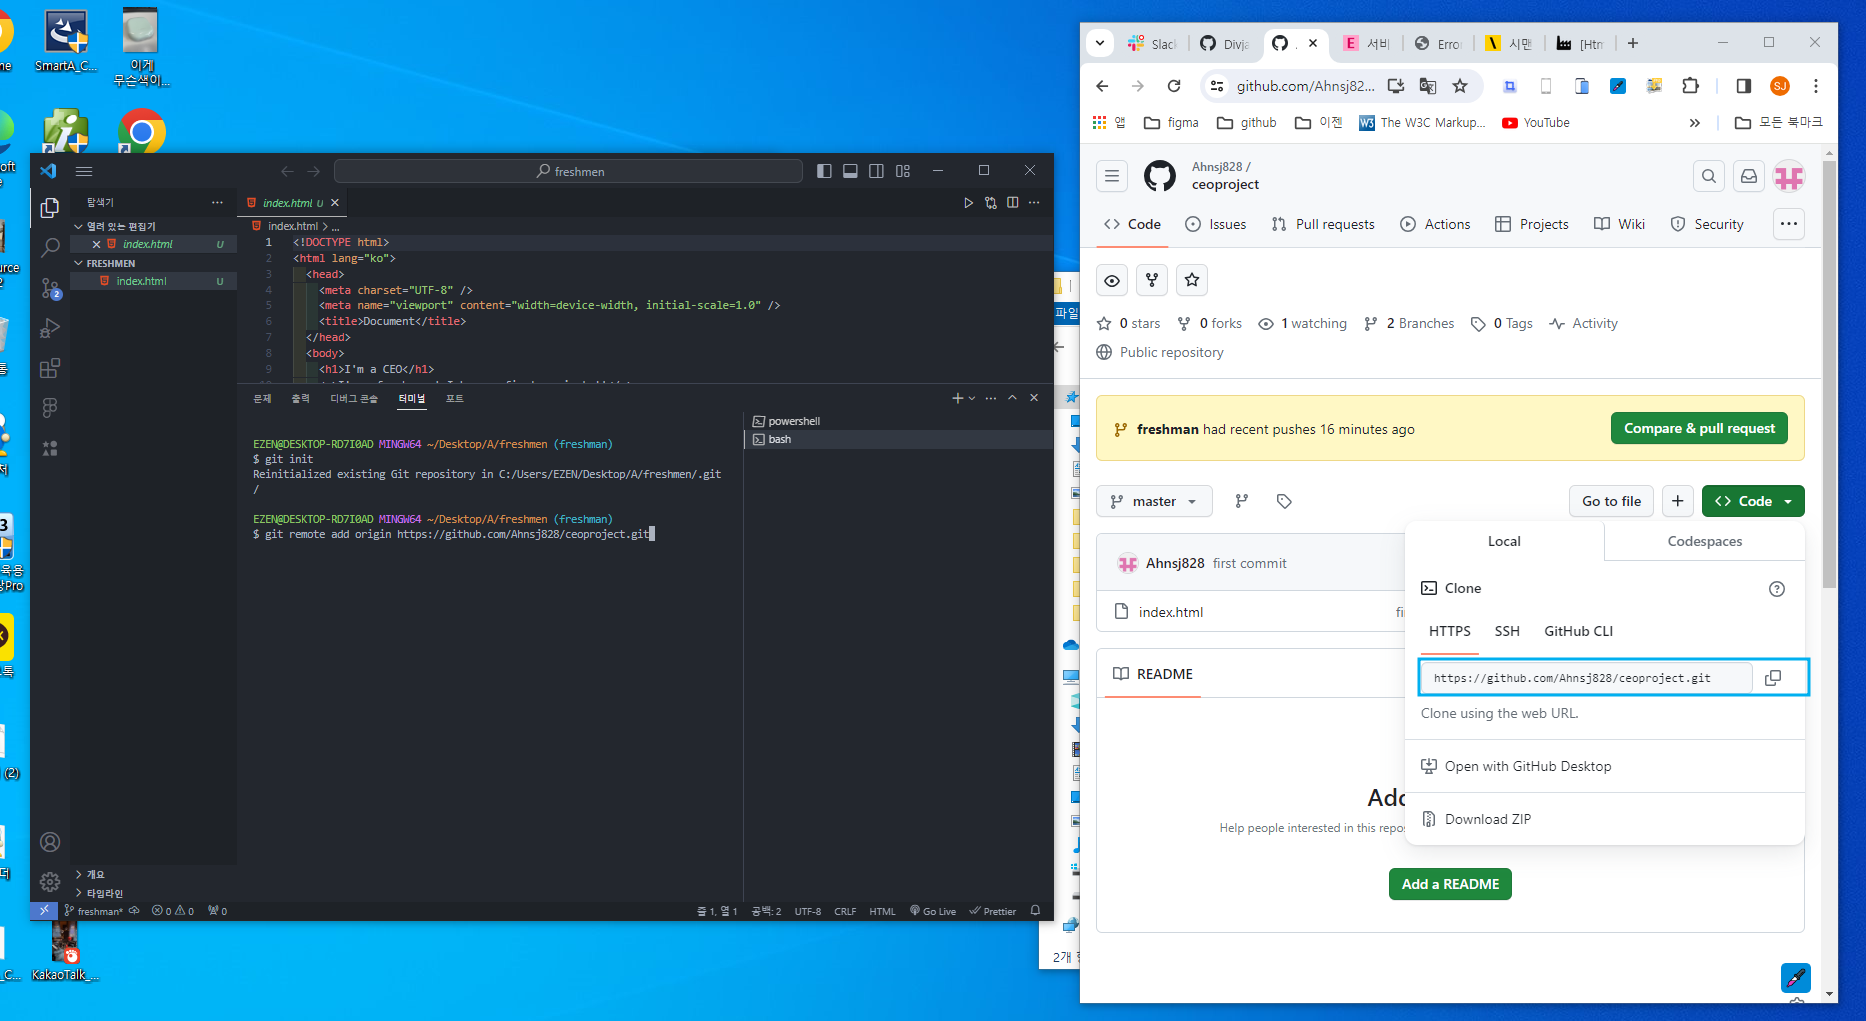 SmartA_C...
이게
무슨색이...
freshmen
탐색기
index.html U
열려 있는 편집기
index.html U
FRESHMEN
index.html U
index.html > ...
1 <!DOCTYPE html>
2 <html lang="ko">
3 <head>
4 <meta charset="UTF-8" />
5 <meta name="viewport" content="width=device-width, initial-scale=1.0" />
6 <title>Document</title>
7 </head>
8 <body>
9 <h1>I'm a CEO</h1>
문제 출력 디버그 콘솔 터미널 포트
powershell
bash
EZEN@DESKTOP-RD7I0AD MINGW64 ~/Desktop/A/freshmen (freshman)
$ git init
Reinitialized existing Git repository in C:/Users/EZEN/Desktop/A/freshmen/.git
/
EZEN@DESKTOP-RD7I0AD MINGW64 ~/Desktop/A/freshmen (freshman)
$ git remote add origin https://github.com/Ahnsj828/ceoproject.git
개요
타임라인
freshman* 0 0 0 줄 1, 열 1 공백: 2 UTF-8 CRLF HTML Go Live Prettier
KakaoTalk_...
파일
Slac Divja E 서비 Erro 시맨 [Htm
github.com/Ahnsj82... SJ
앱 figma github 이젠 W3 The W3C Markup... YouTube » 모든 북마크
Ahnsj828 /
ceoproject
Code Issues Pull requests Actions Projects Wiki Security
0 stars 0 forks 1 watching 2 Branches 0 Tags Activity
Public repository
freshman had recent pushes 16 minutes ago Compare & pull request
master Go to file Code
Local Codespaces
Ahnsj828 first commit
Clone
index.html fi
HTTPS SSH GitHub CLI
README
https://github.com/Ahnsj828/ceoproject.git
Clone using the web URL.
Open with GitHub Desktop
Add
Download ZIP
Help people interested in this repos
Add a README